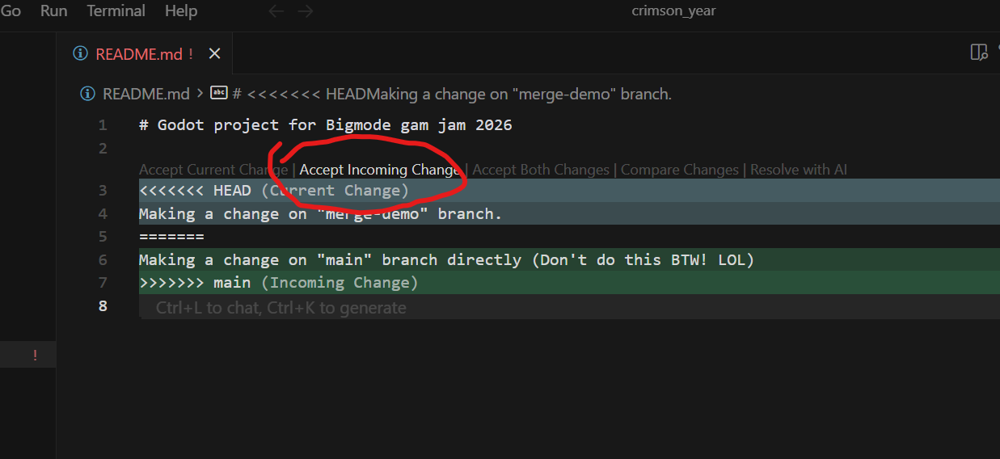 Go Run Terminal Help
crimson_year
README.md !
README.md > # <<<<<<< HEADMaking a change on "merge-demo" branch.
1 # Godot project for Bigmode gam jam 2026
2
Accept Current Change | Accept Incoming Change | Accept Both Changes | Compare Changes | Resolve with AI
3 <<<<<<< HEAD (Current Change)
4 Making a change on "merge-demo" branch.
5 =======
6 Making a change on "main" branch directly (Don't do this BTW! LOL)
7 >>>>>>> main (Incoming Change)
8 Ctrl+L to chat, Ctrl+K to generate
!